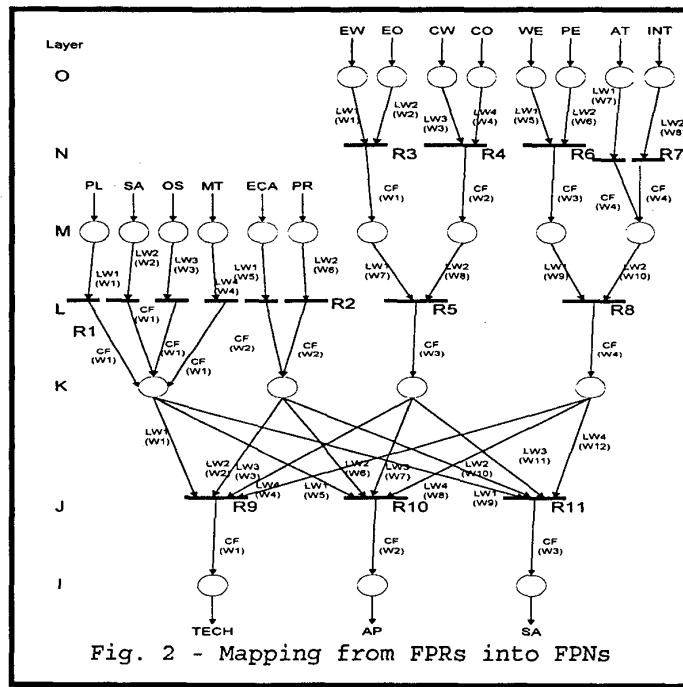 Layer
EW EO CW CO WE PE AT INT
O
LW1 (W1) LW2 (W2) LW3 (W3) LW4 (W4) LW1 (W5) LW2 (W6) LW1 (W7) LW2 (W8)
N
R3 R4 R6 R7
PL SA OS MT ECA PR
CF (W1) CF (W2) CF (W3) CF (W4) CF (W4)
M
LW1 (W1) LW2 (W2) LW3 (W3) LW4 (W4) LW1 (W5) LW2 (W6) LW1 (W7) LW2 (W8) LW1 (W9) LW2 (W10)
L
R1 R2 R5 R8
CF (W1) CF (W1) CF (W1) CF (W1) CF (W2) CF (W2) CF (W3) CF (W4)
K
LW1 (W1) LW2 (W2) LW3 (W3) LW4 (W4) LW1 (W5) LW2 (W6) LW3 (W7) LW4 (W8) LW1 (W9) LW2 (W10) LW3 (W11) LW4 (W12)
J
R9 R10 R11
CF (W1) CF (W2) CF (W3)
I
TECH AP SA
Fig. 2 - Mapping from FPRs into FPNs